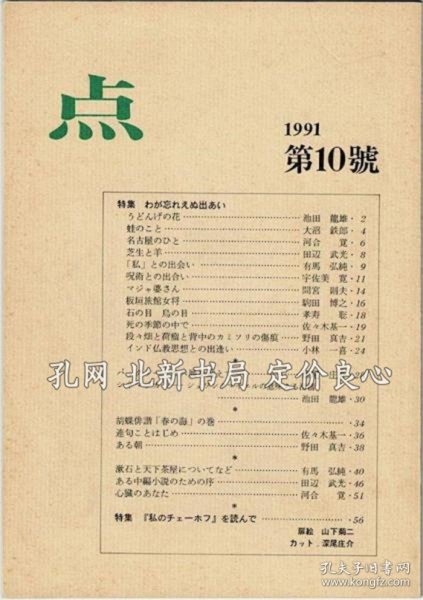 点
1991
第10號
特集 わが忘れえぬ出あい
うどんげの花 池田 龍雄・2
蛙のこと 大沼 鉄郎・4
名古屋のひと 河合 覚・6
芝生と羊 田辺 武光・8
「私」との出会い 有馬 弘純・9
呪術との出合い 宇佐美 寛・11
マジャ婆さん 間宮 則夫・14
板垣旅館女将 駒田 博之・16
石の目 鳥の目 孝寿 聡・18
死の季節の中で 佐々木基一・19
段々畑と荷樅と背中のカミソリの傷痕 野田 真吉・21
インド仏教思想との出逢い 小林 一喜・24
*
孔网 北新书局 定价良心
池田 龍雄・30
*
胡蝶俳諧「春の海」の巻 ・34
連句ことはじめ 佐々木基一・36
ある朝 野田 真吉・38
*
漱石と天下茶屋についてなど 有馬 弘純・40
ある中編小説のための序 田辺 武光・46
心臓のあなた 河合 覚・51
*
特集 『私のチェーホフ』を読んで ・56
扉絵 山下菊二
カット．深尾庄介
孔夫子旧书网
www.kongfz.com